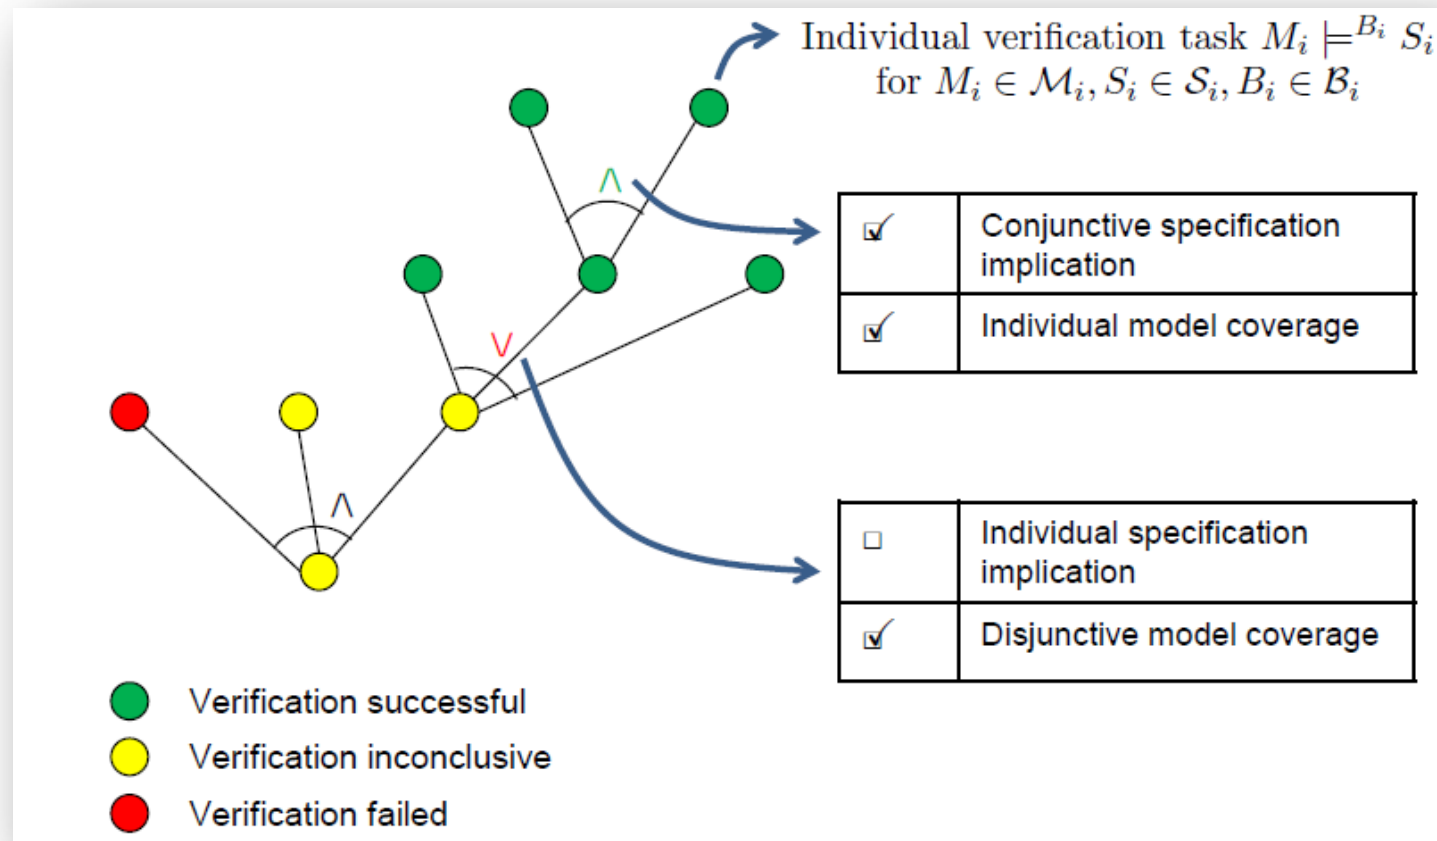 Individual verification task $M_i \models^{B_i} S_i$
for $M_i \in \mathcal{M}_i, S_i \in \mathcal{S}_i, B_i \in \mathcal{B}_i$
Λ
☑ Conjunctive specification
implication
☑ Individual model coverage
V
Λ
☐ Individual specification
implication
☑ Disjunctive model coverage
Verification successful
Verification inconclusive
Verification failed